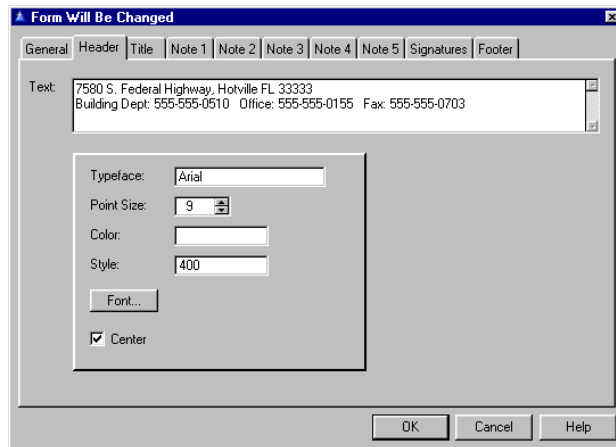 Form Will Be Changed
General Header Title Note 1 Note 2 Note 3 Note 4 Note 5 Signatures Footer
Text: 7580 S. Federal Highway, Hotville FL 33333
Building Dept: 555-555-0510 Office: 555-555-0155 Fax: 555-555-0703
Typeface: Arial
Point Size: 9
Color:
Style: 400
Font...
Center
OK Cancel Help